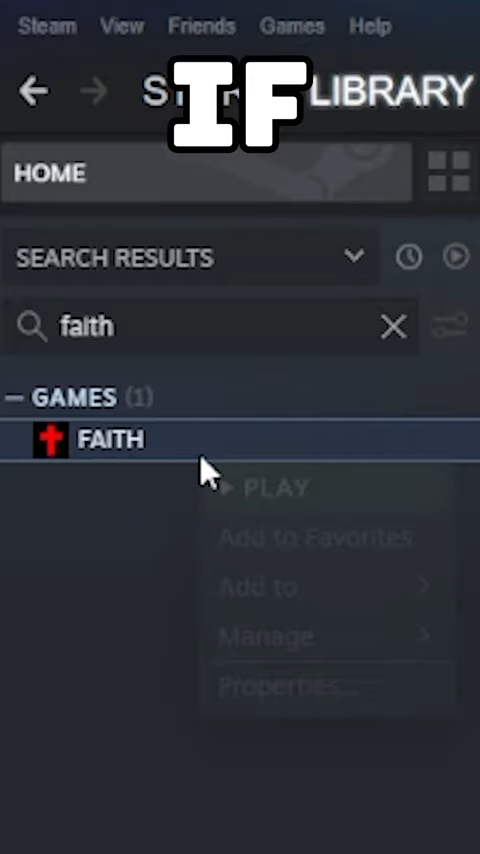 Steam View Friends Games Help
IF
LIBRARY
HOME
SEARCH RESULTS
faith
GAMES (1)
FAITH
PLAY
Add to Favorites
Add to
Manage
Properties...